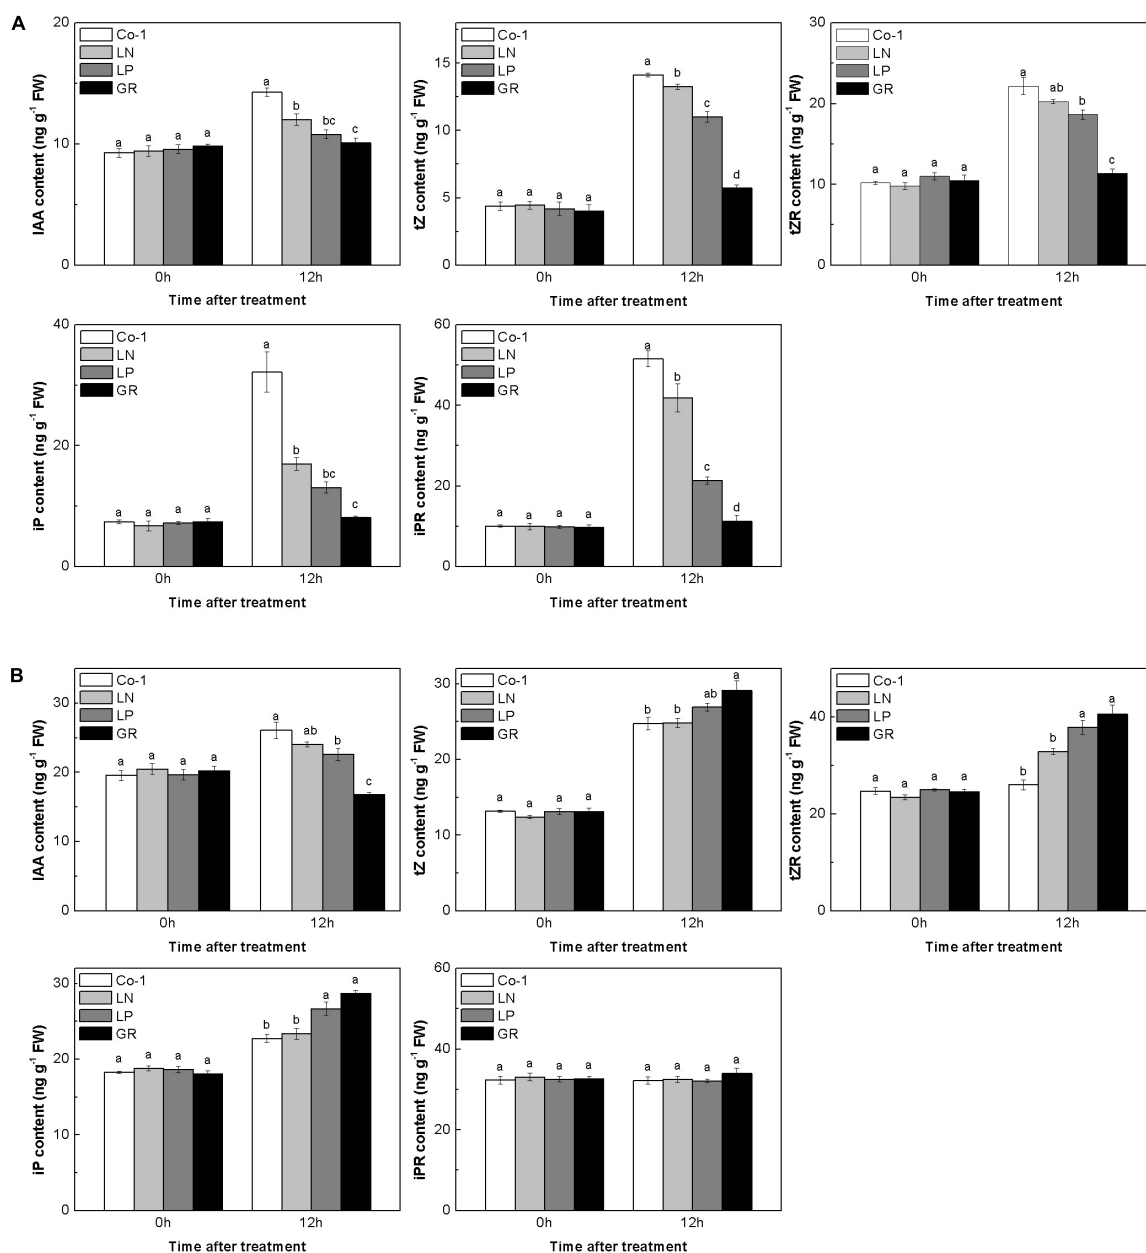 A
IAA content (ng g⁻¹ FW)
20
10
0
Co-1
LN
LP
GR
a a a a
a b bc c
0h 12h
Time after treatment
tZ content (ng g⁻¹ FW)
15
10
5
0
Co-1
LN
LP
GR
a a a a
a b c d
0h 12h
Time after treatment
tZR content (ng g⁻¹ FW)
30
20
10
0
Co-1
LN
LP
GR
a a a a
a ab b c
0h 12h
Time after treatment
iP content (ng g⁻¹ FW)
40
20
0
Co-1
LN
LP
GR
a a a a
a b bc c
0h 12h
Time after treatment
iPR content (ng g⁻¹ FW)
60
40
20
0
Co-1
LN
LP
GR
a a a a
a b c d
0h 12h
Time after treatment
B
IAA content (ng g⁻¹ FW)
30
20
10
0
Co-1
LN
LP
GR
a a a a
a ab b c
0h 12h
Time after treatment
tZ content (ng g⁻¹ FW)
30
20
10
0
Co-1
LN
LP
GR
a a a a
b b ab a
0h 12h
Time after treatment
tZR content (ng g⁻¹ FW)
40
20
0
Co-1
LN
LP
GR
a a a a
b b a a
0h 12h
Time after treatment
iP content (ng g⁻¹ FW)
30
20
10
0
Co-1
LN
LP
GR
a a a a
b b a a
0h 12h
Time after treatment
iPR content (ng g⁻¹ FW)
60
40
20
0
Co-1
LN
LP
GR
a a a a
a a a a
0h 12h
Time after treatment